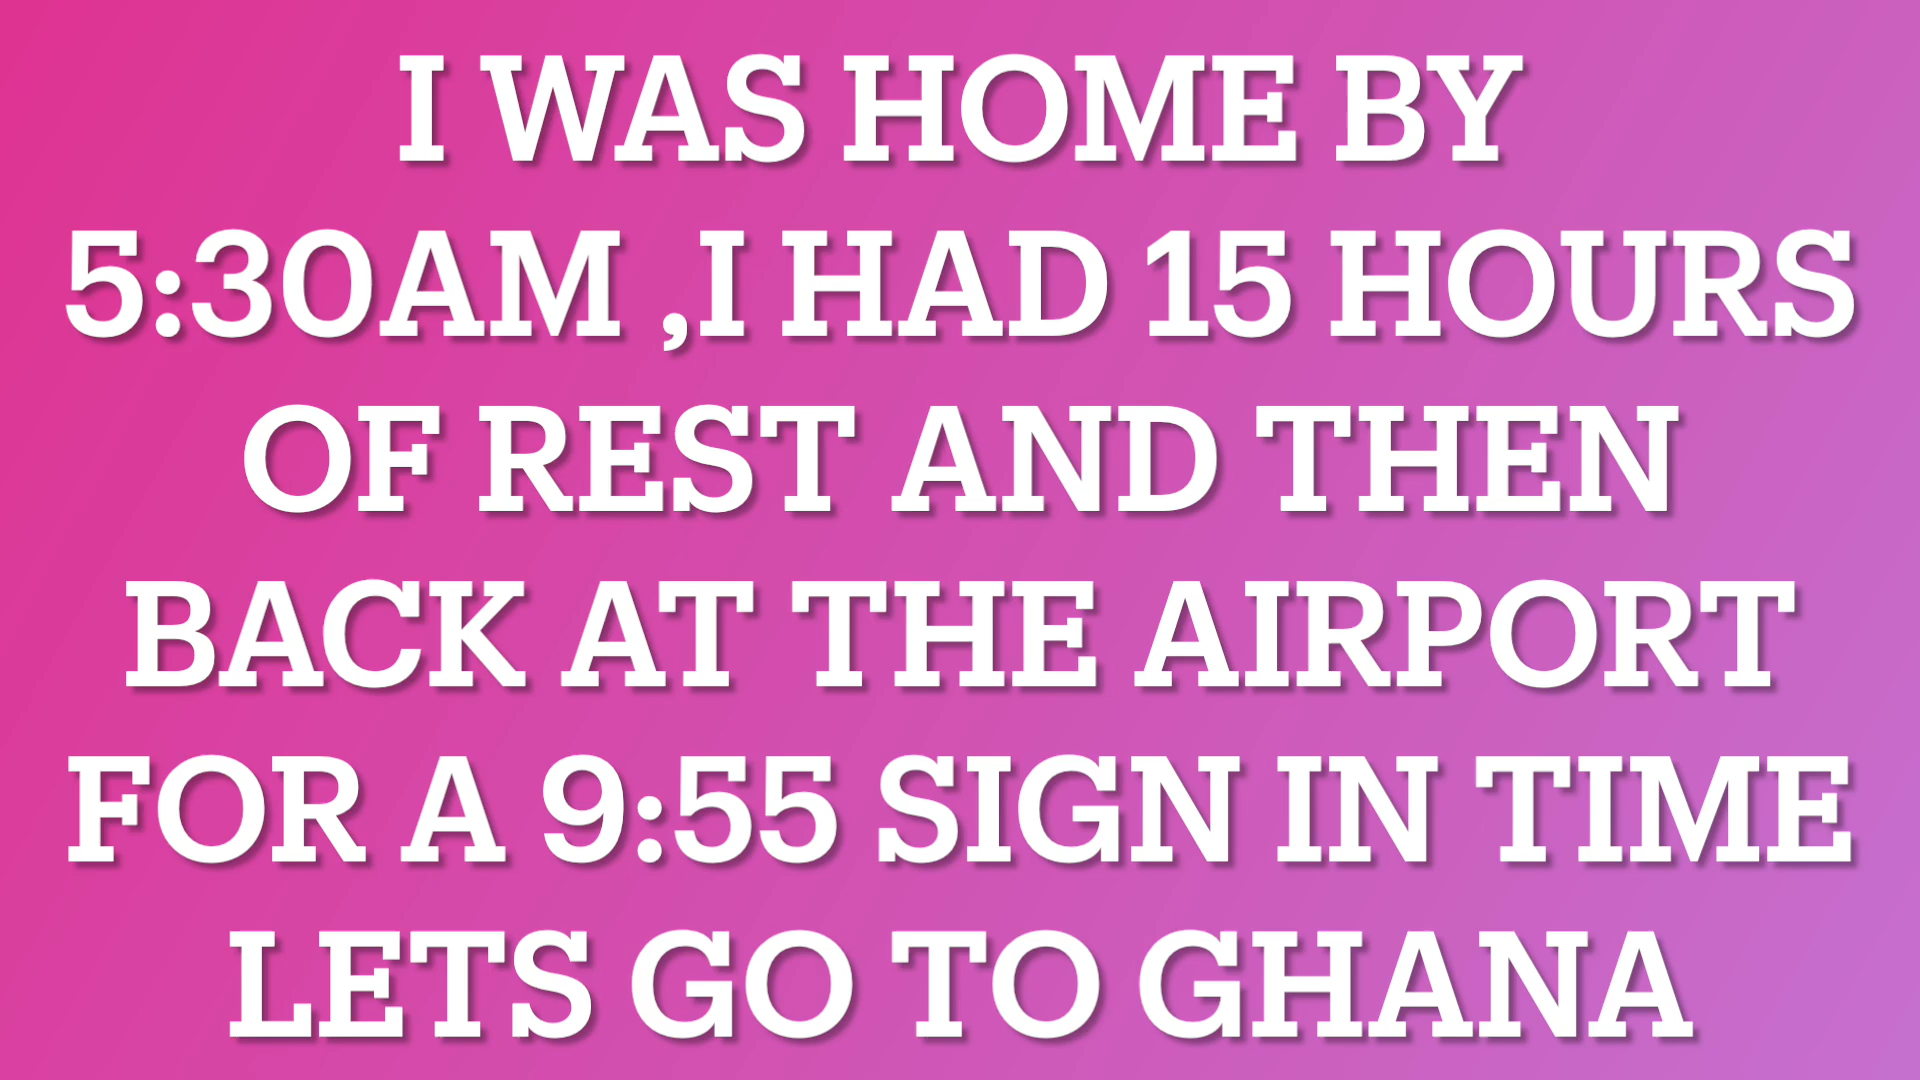 I WAS HOME BY
5:30AM ,I HAD 15 HOURS
OF REST AND THEN
BACK AT THE AIRPORT
FOR A 9:55 SIGN IN TIME
LETS GO TO GHANA